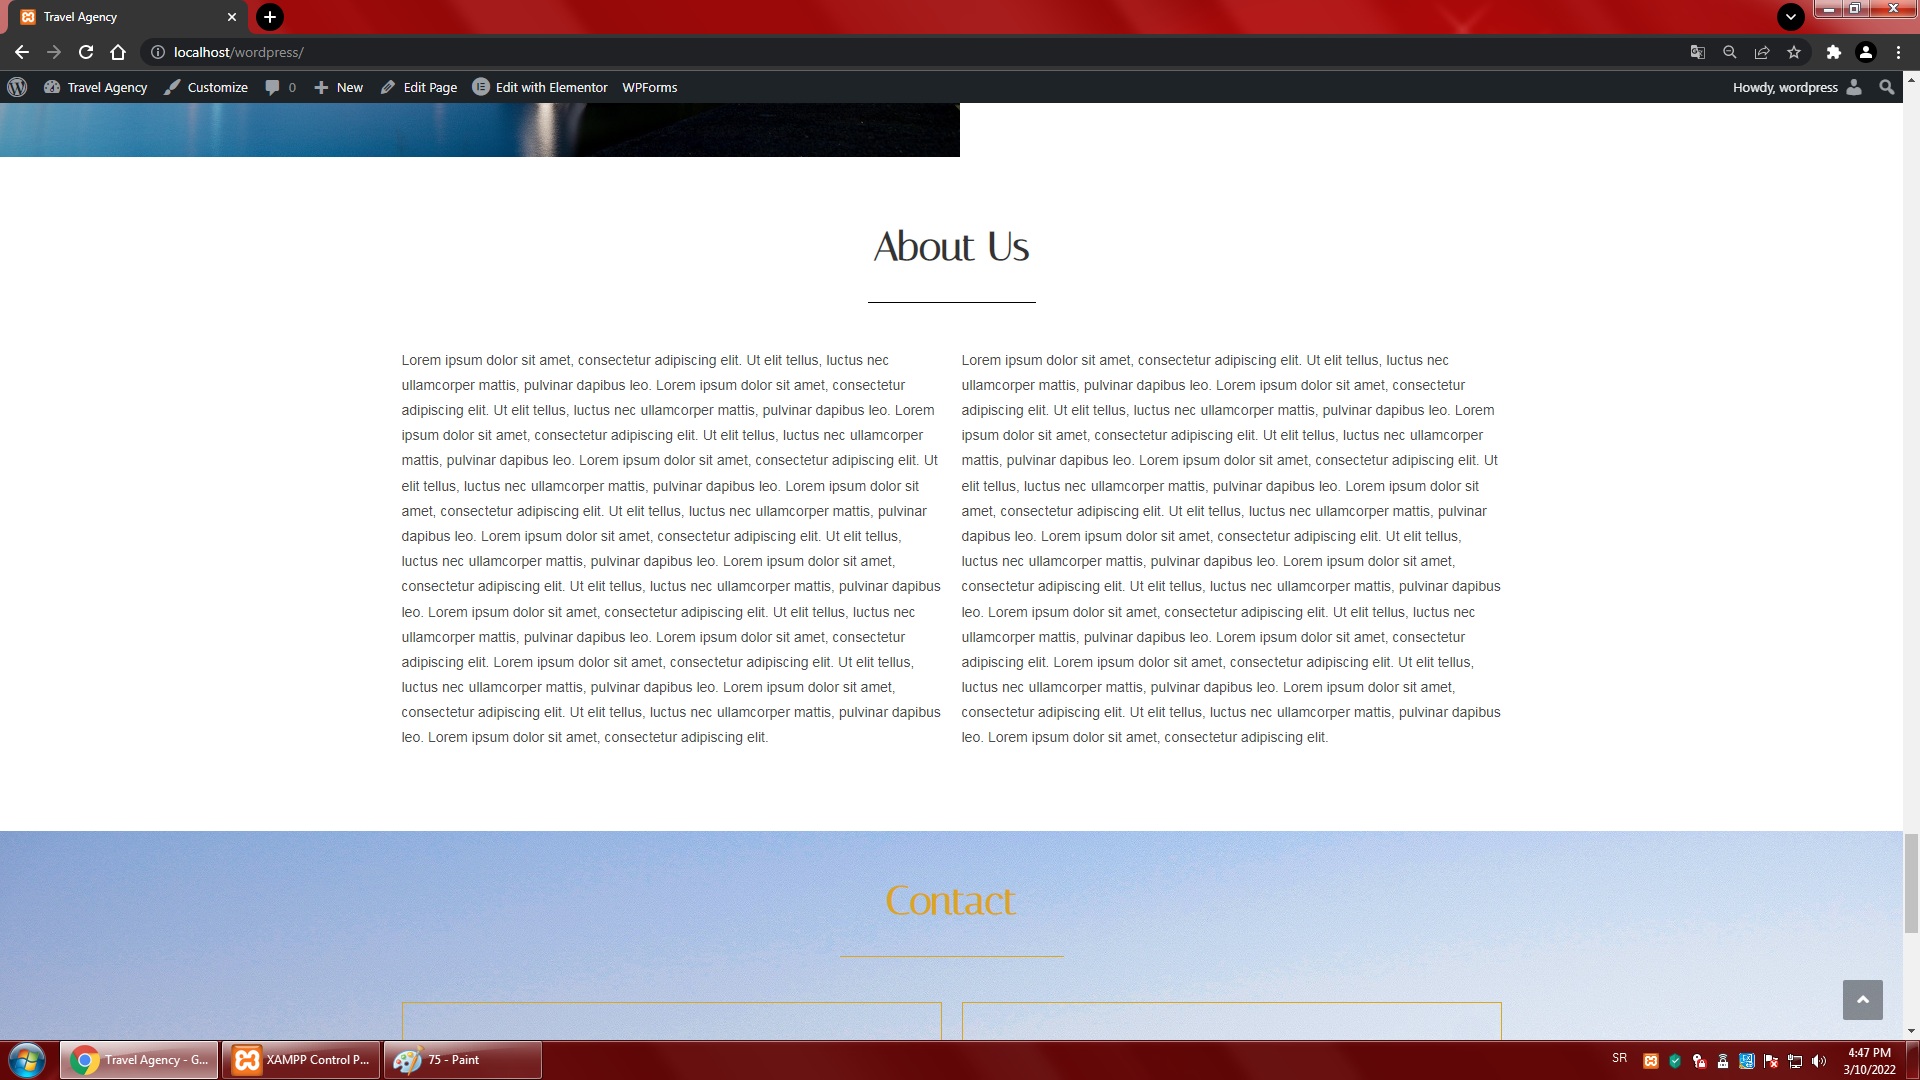 Travel Agency
localhost/wordpress/
Travel Agency Customize 0 New Edit Page Edit with Elementor WPForms Howdy, wordpress
About Us
Lorem ipsum dolor sit amet, consectetur adipiscing elit. Ut elit tellus, luctus nec
ullamcorper mattis, pulvinar dapibus leo. Lorem ipsum dolor sit amet, consectetur
adipiscing elit. Ut elit tellus, luctus nec ullamcorper mattis, pulvinar dapibus leo. Lorem
ipsum dolor sit amet, consectetur adipiscing elit. Ut elit tellus, luctus nec ullamcorper
mattis, pulvinar dapibus leo. Lorem ipsum dolor sit amet, consectetur adipiscing elit. Ut
elit tellus, luctus nec ullamcorper mattis, pulvinar dapibus leo. Lorem ipsum dolor sit
amet, consectetur adipiscing elit. Ut elit tellus, luctus nec ullamcorper mattis, pulvinar
dapibus leo. Lorem ipsum dolor sit amet, consectetur adipiscing elit. Ut elit tellus,
luctus nec ullamcorper mattis, pulvinar dapibus leo. Lorem ipsum dolor sit amet,
consectetur adipiscing elit. Ut elit tellus, luctus nec ullamcorper mattis, pulvinar dapibus
leo. Lorem ipsum dolor sit amet, consectetur adipiscing elit. Ut elit tellus, luctus nec
ullamcorper mattis, pulvinar dapibus leo. Lorem ipsum dolor sit amet, consectetur
adipiscing elit. Lorem ipsum dolor sit amet, consectetur adipiscing elit. Ut elit tellus,
luctus nec ullamcorper mattis, pulvinar dapibus leo. Lorem ipsum dolor sit amet,
consectetur adipiscing elit. Ut elit tellus, luctus nec ullamcorper mattis, pulvinar dapibus
leo. Lorem ipsum dolor sit amet, consectetur adipiscing elit.
Lorem ipsum dolor sit amet, consectetur adipiscing elit. Ut elit tellus, luctus nec
ullamcorper mattis, pulvinar dapibus leo. Lorem ipsum dolor sit amet, consectetur
adipiscing elit. Ut elit tellus, luctus nec ullamcorper mattis, pulvinar dapibus leo. Lorem
ipsum dolor sit amet, consectetur adipiscing elit. Ut elit tellus, luctus nec ullamcorper
mattis, pulvinar dapibus leo. Lorem ipsum dolor sit amet, consectetur adipiscing elit. Ut
elit tellus, luctus nec ullamcorper mattis, pulvinar dapibus leo. Lorem ipsum dolor sit
amet, consectetur adipiscing elit. Ut elit tellus, luctus nec ullamcorper mattis, pulvinar
dapibus leo. Lorem ipsum dolor sit amet, consectetur adipiscing elit. Ut elit tellus,
luctus nec ullamcorper mattis, pulvinar dapibus leo. Lorem ipsum dolor sit amet,
consectetur adipiscing elit. Ut elit tellus, luctus nec ullamcorper mattis, pulvinar dapibus
leo. Lorem ipsum dolor sit amet, consectetur adipiscing elit. Ut elit tellus, luctus nec
ullamcorper mattis, pulvinar dapibus leo. Lorem ipsum dolor sit amet, consectetur
adipiscing elit. Lorem ipsum dolor sit amet, consectetur adipiscing elit. Ut elit tellus,
luctus nec ullamcorper mattis, pulvinar dapibus leo. Lorem ipsum dolor sit amet,
consectetur adipiscing elit. Ut elit tellus, luctus nec ullamcorper mattis, pulvinar dapibus
leo. Lorem ipsum dolor sit amet, consectetur adipiscing elit.
Contact
Travel Agency - G... XAMPP Control P... 75 - Paint SR 4:47 PM
3/10/2022